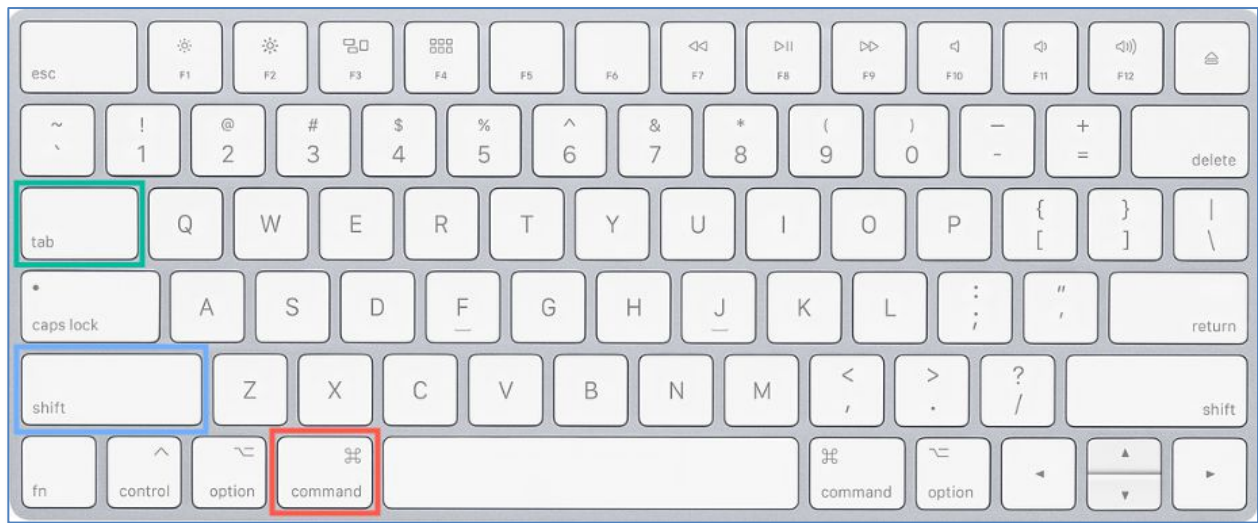 esc F1 F2 F3 F4 F5 F6 F7 F8 F9 F10 F11 F12
~ ! @ # $ % ^ & * ( ) — +
` 1 2 3 4 5 6 7 8 9 0 - = delete
tab Q W E R T Y U I O P { [ } ] | \
caps lock A S D F G H J K L : ; " ' return
shift Z X C V B N M < , > . ? / shift
fn control option ⌘ command ⌘ command option